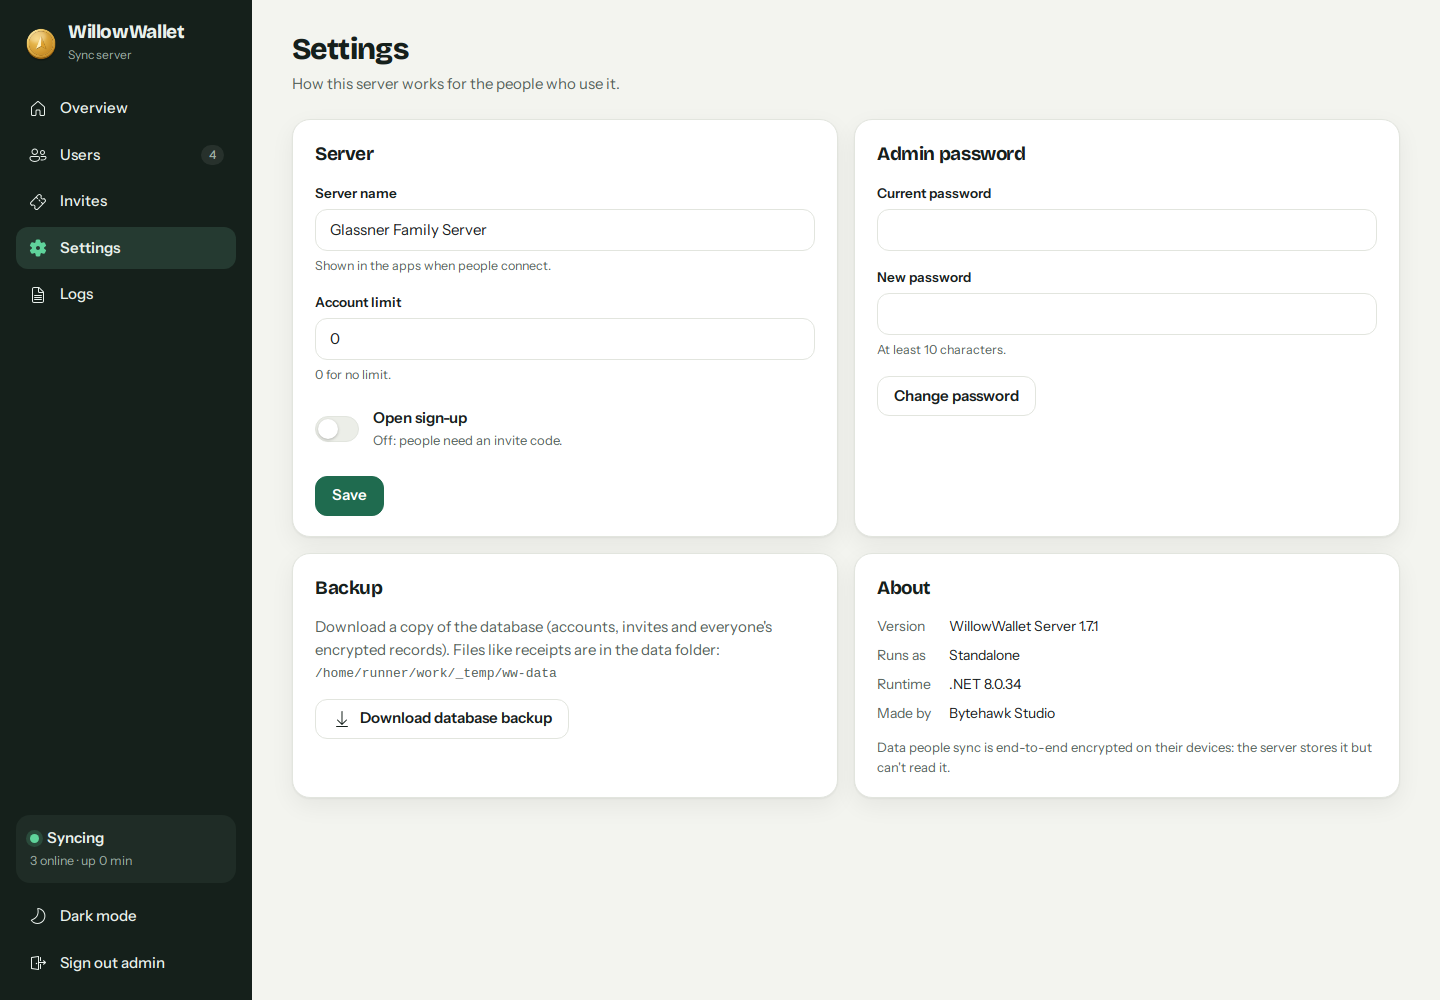 WillowWallet
Sync server
Overview
Users 4
Invites
Settings
Logs
Syncing
3 online · up 0 min
Dark mode
Sign out admin
Settings
How this server works for the people who use it.
Server
Server name
Glassner Family Server
Shown in the apps when people connect.
Account limit
0
0 for no limit.
Open sign-up
Off: people need an invite code.
Save
Admin password
Current password
New password
At least 10 characters.
Change password
Backup
Download a copy of the database (accounts, invites and everyone's
encrypted records). Files like receipts are in the data folder:
/home/runner/work/_temp/ww-data
Download database backup
About
Version WillowWallet Server 1.7.1
Runs as Standalone
Runtime .NET 8.0.34
Made by Bytehawk Studio
Data people sync is end-to-end encrypted on their devices: the server stores it but
can't read it.